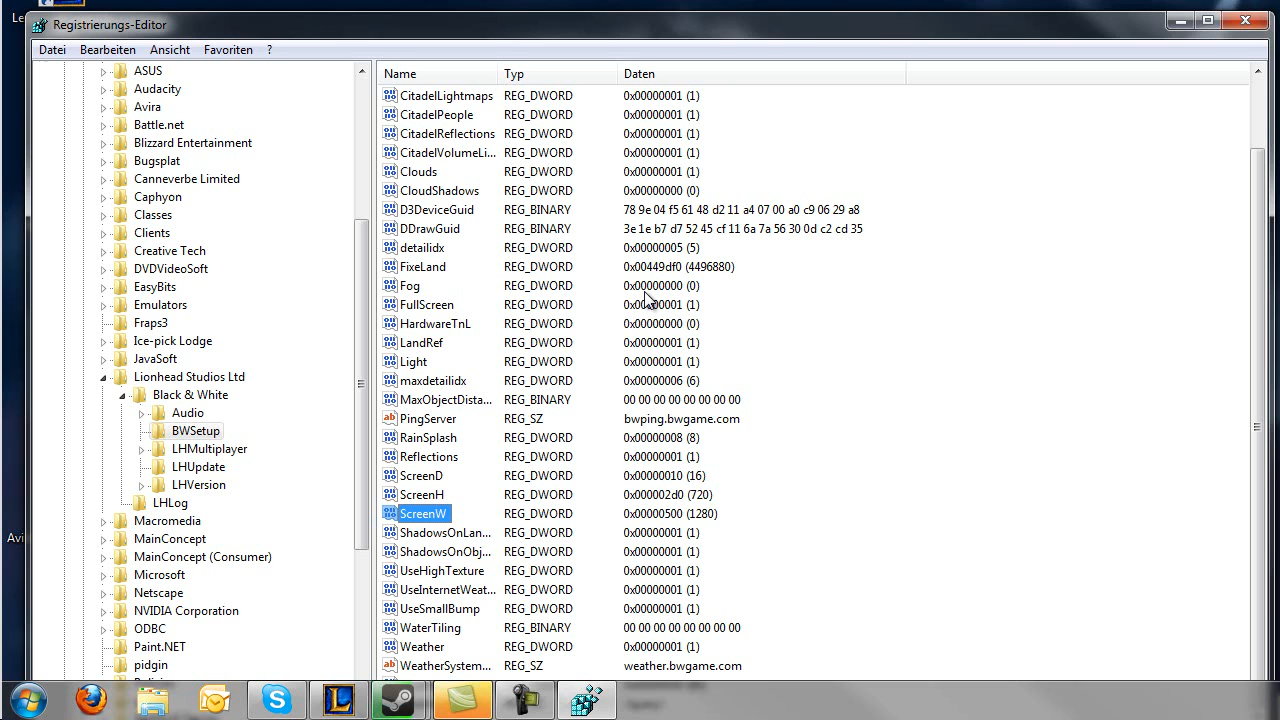 Le
Registrierungs-Editor
Datei Bearbeiten Ansicht Favoriten ?
ASUS
Audacity
Avira
Battle.net
Blizzard Entertainment
Bugsplat
Canneverbe Limited
Caphyon
Classes
Clients
Creative Tech
DVDVideoSoft
EasyBits
Emulators
Fraps3
Ice-pick Lodge
JavaSoft
Lionhead Studios Ltd
Black & White
Audio
BWSetup
LHMultiplayer
LHUpdate
LHVersion
LHLog
Macromedia
MainConcept
MainConcept (Consumer)
Microsoft
Netscape
NVIDIA Corporation
ODBC
Paint.NET
pidgin
Avi
Name Typ Daten
CitadelLightmaps REG_DWORD 0x00000001 (1)
CitadelPeople REG_DWORD 0x00000001 (1)
CitadelReflections REG_DWORD 0x00000001 (1)
CitadelVolumeLi... REG_DWORD 0x00000001 (1)
Clouds REG_DWORD 0x00000001 (1)
CloudShadows REG_DWORD 0x00000000 (0)
D3DeviceGuid REG_BINARY 78 9e 04 f5 61 48 d2 11 a4 07 00 a0 c9 06 29 a8
DDrawGuid REG_BINARY 3e 1e b7 d7 52 45 cf 11 6a 7a 56 30 0d c2 cd 35
detailidx REG_DWORD 0x00000005 (5)
FixeLand REG_DWORD 0x00449df0 (4496880)
Fog REG_DWORD 0x00000000 (0)
FullScreen REG_DWORD 0x00000001 (1)
HardwareTnL REG_DWORD 0x00000000 (0)
LandRef REG_DWORD 0x00000001 (1)
Light REG_DWORD 0x00000001 (1)
maxdetailidx REG_DWORD 0x00000006 (6)
MaxObjectDista... REG_BINARY 00 00 00 00 00 00 00 00
PingServer REG_SZ bwping.bwgame.com
RainSplash REG_DWORD 0x00000008 (8)
Reflections REG_DWORD 0x00000001 (1)
ScreenD REG_DWORD 0x00000010 (16)
ScreenH REG_DWORD 0x000002d0 (720)
ScreenW REG_DWORD 0x00000500 (1280)
ShadowsOnLan... REG_DWORD 0x00000001 (1)
ShadowsOnObj... REG_DWORD 0x00000001 (1)
UseHighTexture REG_DWORD 0x00000001 (1)
UseInternetWeat... REG_DWORD 0x00000001 (1)
UseSmallBump REG_DWORD 0x00000001 (1)
WaterTiling REG_BINARY 00 00 00 00 00 00 00 00
Weather REG_DWORD 0x00000001 (1)
WeatherSystem... REG_SZ weather.bwgame.com